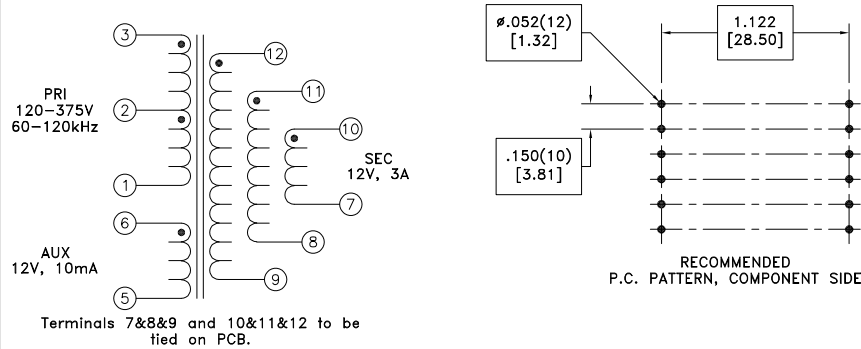 3
12
PRI
120-375V
60-120kHz
2
11
10
SEC
12V, 3A
1
7
6
8
AUX
12V, 10mA
9
5
Terminals 7&8&9 and 10&11&12 to be
tied on PCB.
ø.052(12)
[1.32]
1.122
[28.50]
.150(10)
[3.81]
RECOMMENDED
P.C. PATTERN, COMPONENT SIDE